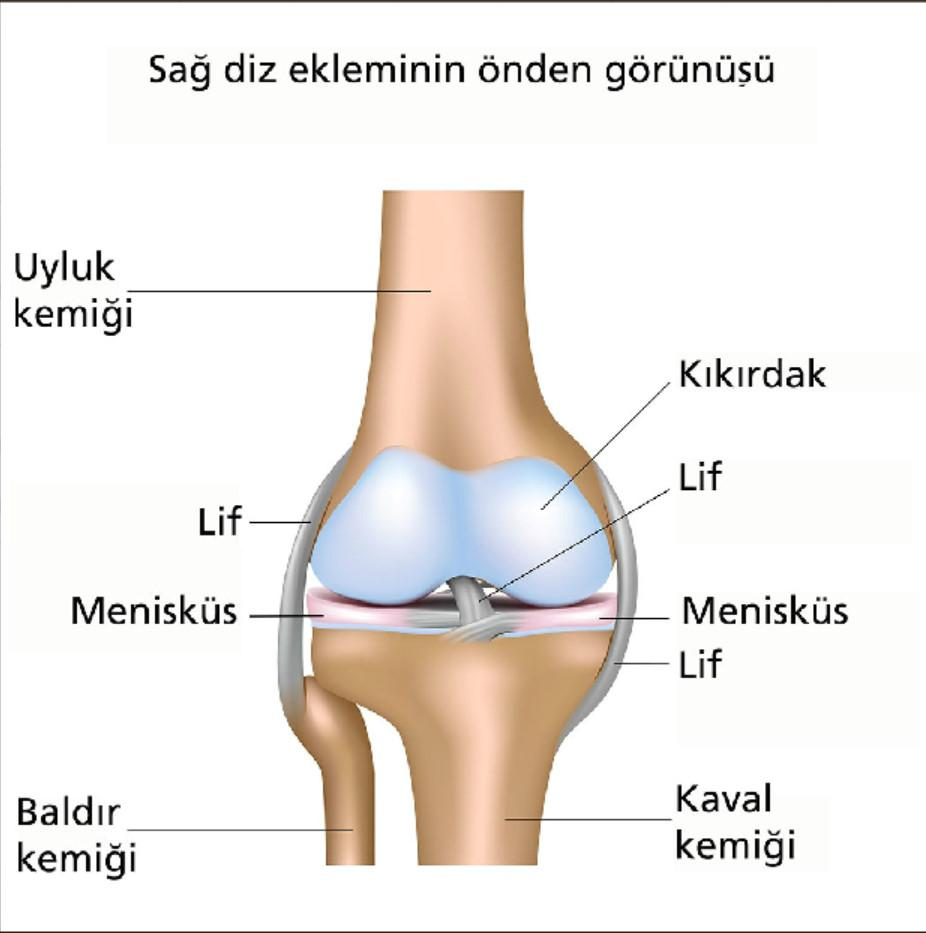 Sağ diz ekleminin önden görünüşü
Uyluk
kemiği
Kıkırdak
Lif
Lif
Menisküs
Menisküs
Lif
Baldır
kemiği
Kaval
kemiği